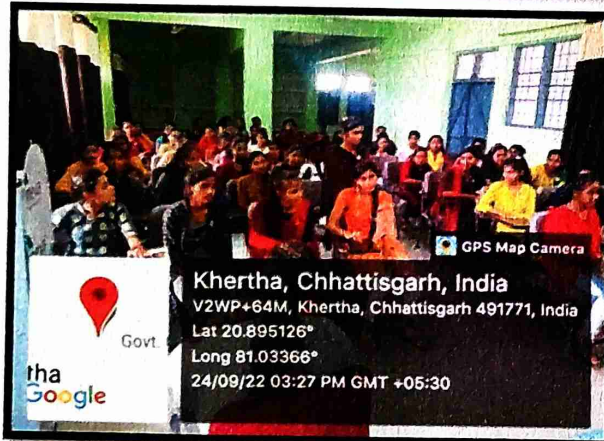 GPS Map Camera
Khertha, Chhattisgarh, India
V2WP+64M, Khertha, Chhattisgarh 491771, India
Lat 20.895126°
Long 81.03366°
24/09/22 03:27 PM GMT +05:30
Govt.
tha
Google